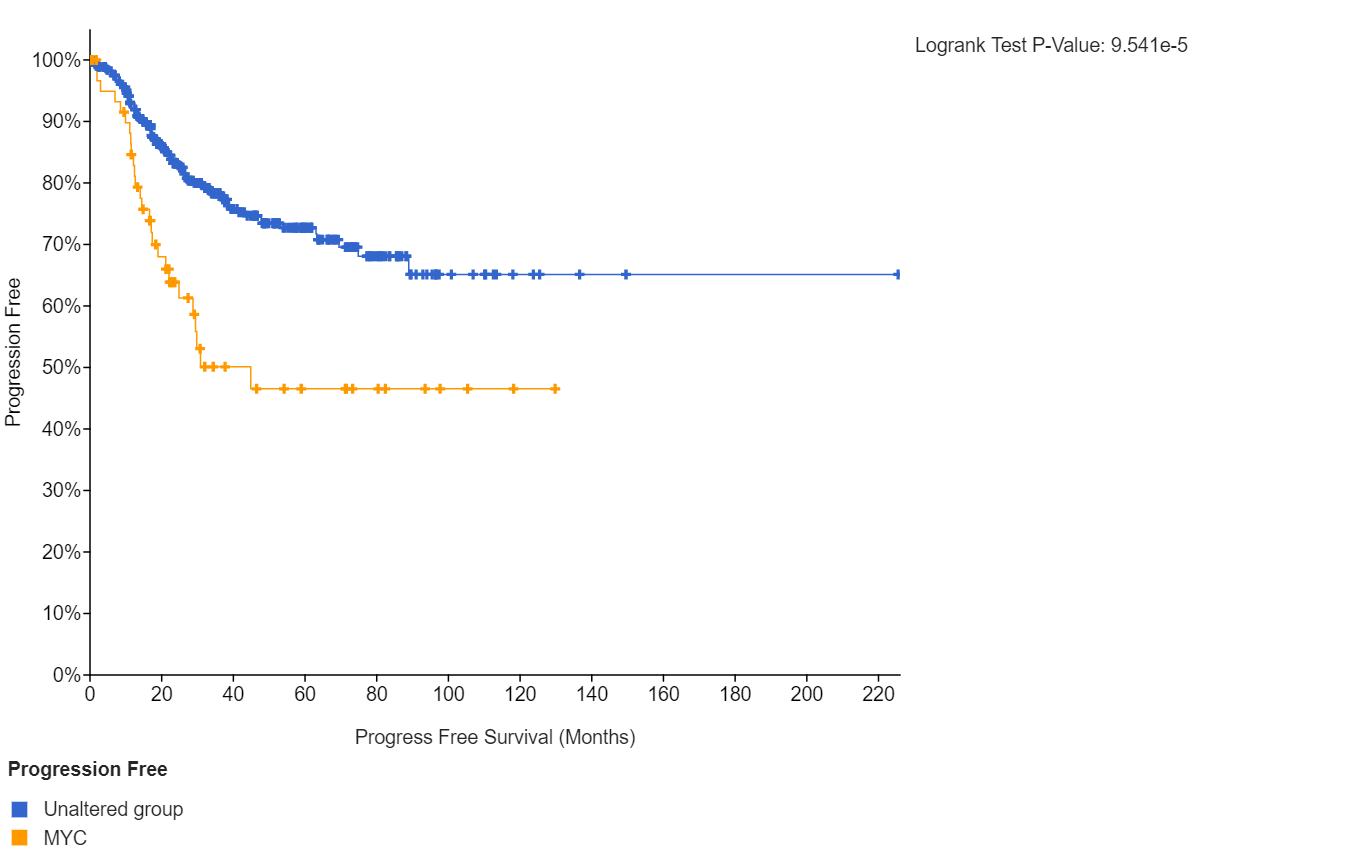 Logrank Test P-Value: 9.541e-5
100%
90%
80%
70%
60%
50%
40%
30%
20%
10%
0%
Progression Free
0 20 40 60 80 100 120 140 160 180 200 220
Progress Free Survival (Months)
Progression Free
Unaltered group
MYC